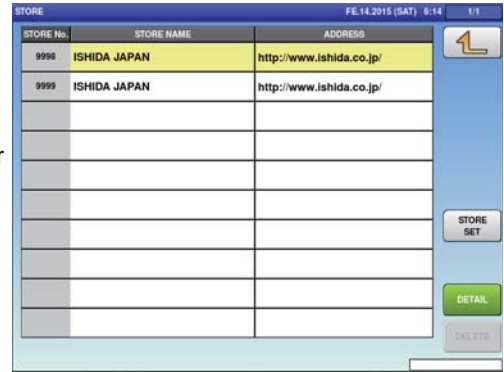 STORE FE.14.2015 (SAT) 6:14 1/1
STORE No. STORE NAME ADDRESS
9998 ISHIDA JAPAN http://www.ishida.co.jp/
9999 ISHIDA JAPAN http://www.ishida.co.jp/
r
STORE
SET
DETAIL
DELETE